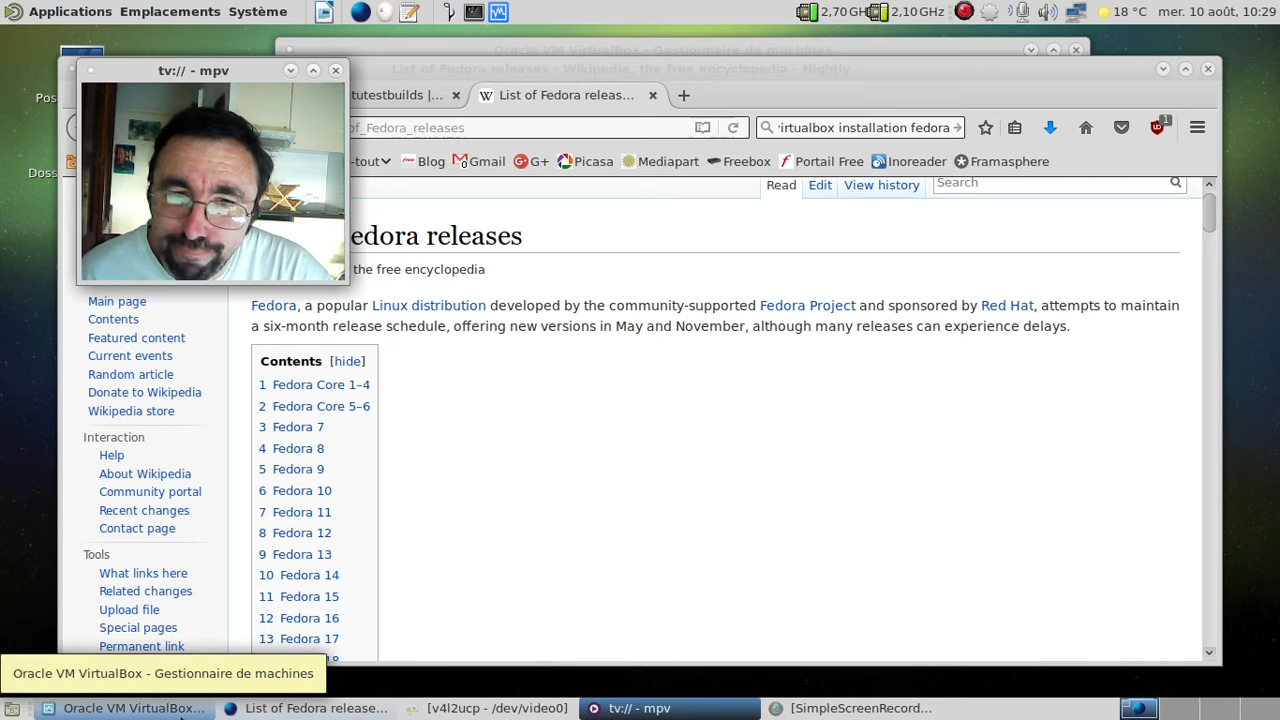 Applications Emplacements Système
2,70 GH 2,10 GHz
18 °C mer. 10 août, 10:29
Oracle VM VirtualBox - Gestionnaire de machines
tv:// - mpv
List of Fedora releases - Wikipedia, the free encyclopedia - Nightly
Pos
tutestbuilds |...
W List of Fedora releas...
of_Fedora_releases
irtualbox installation fedora
1
-tout
Blog
Gmail
G+
Picasa
Mediapart
Freebox
Portail Free
Inoreader
Framasphere
Doss
Read Edit View history Search
edora releases
the free encyclopedia
Main page
Contents
Featured content
Current events
Random article
Donate to Wikipedia
Wikipedia store
Interaction
Help
About Wikipedia
Community portal
Recent changes
Contact page
Tools
What links here
Related changes
Upload file
Special pages
Permanent link
Fedora, a popular Linux distribution developed by the community-supported Fedora Project and sponsored by Red Hat, attempts to maintain
a six-month release schedule, offering new versions in May and November, although many releases can experience delays.
Contents [hide]
1 Fedora Core 1–4
2 Fedora Core 5–6
3 Fedora 7
4 Fedora 8
5 Fedora 9
6 Fedora 10
7 Fedora 11
8 Fedora 12
9 Fedora 13
10 Fedora 14
11 Fedora 15
12 Fedora 16
13 Fedora 17
Oracle VM VirtualBox - Gestionnaire de machines
Oracle VM VirtualBox...
List of Fedora release...
[v4l2ucp - /dev/video0]
tv:// - mpv
[SimpleScreenRecord...